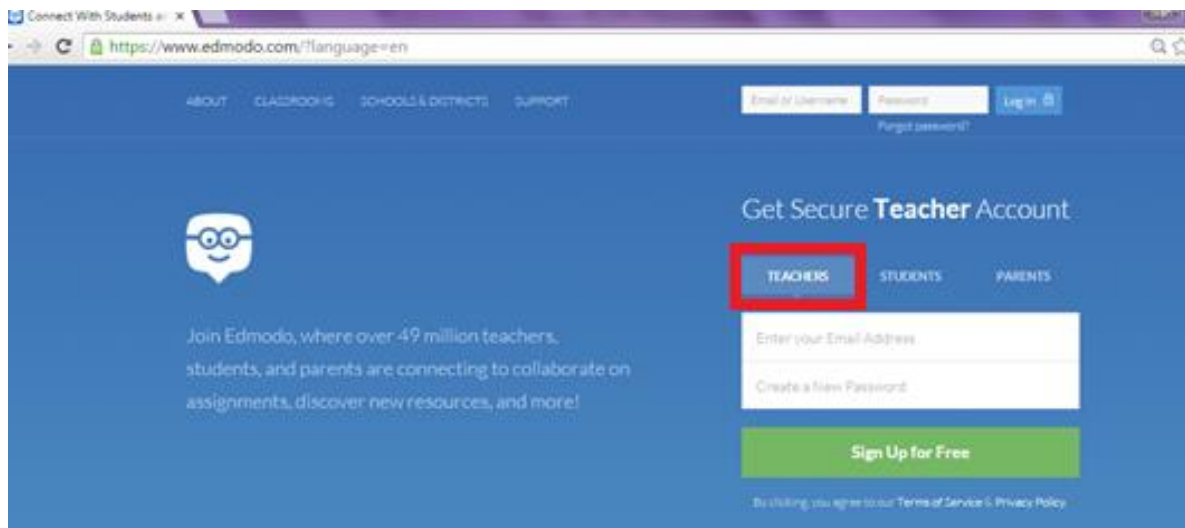 Connect With Students a
https://www.edmodo.com/?language=en
ABOUT CLASSROOMS SCHOOLS & DISTRICTS SUPPORT
Email or Username Password Log In
Forgot password?
Get Secure Teacher Account
TEACHERS STUDENTS PARENTS
Join Edmodo, where over 49 million teachers,
students, and parents are connecting to collaborate on
assignments, discover new resources, and more!
Enter your Email Address
Create a New Password
Sign Up for Free
By clicking, you agree to our Terms of Service & Privacy Policy